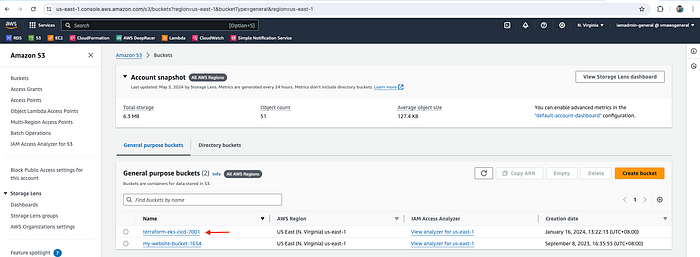 us-east-1.console.aws.amazon.com/s3/buckets?region=us-east-1&bucketType=general&region=us-east-1
aws Services Search [Option+S] N. Virginia iamadmin-general @ vmawsgeneral
RDS S3 EC2 CloudFormation AWS DeepRacer Lambda CloudWatch Simple Notification Service
Amazon S3
Buckets
Access Grants
Access Points
Object Lambda Access Points
Multi-Region Access Points
Batch Operations
IAM Access Analyzer for S3
Block Public Access settings for
this account
Storage Lens
Dashboards
Storage Lens groups
AWS Organizations settings
Feature spotlight 7
Amazon S3 > Buckets
Account snapshot All AWS Regions View Storage Lens dashboard
Last updated: May 3, 2024 by Storage Lens. Metrics are generated every 24 hours. Metrics don't include directory buckets. Learn more
Total storage
6.3 MB
Object count
51
Average object size
127.4 KB
You can enable advanced metrics in the
"default-account-dashboard" configuration.
General purpose buckets Directory buckets
General purpose buckets (2) Info All AWS Regions
Buckets are containers for data stored in S3.
Copy ARN Empty Delete Create bucket
Find buckets by name
1
Name AWS Region IAM Access Analyzer Creation date
terraform-eks-cicd-7001 US East (N. Virginia) us-east-1 View analyzer for us-east-1 January 16, 2024, 13:22:13 (UTC+08:00)
my-website-bucket-1654 US East (N. Virginia) us-east-1 View analyzer for us-east-1 September 8, 2023, 16:35:55 (UTC+08:00)